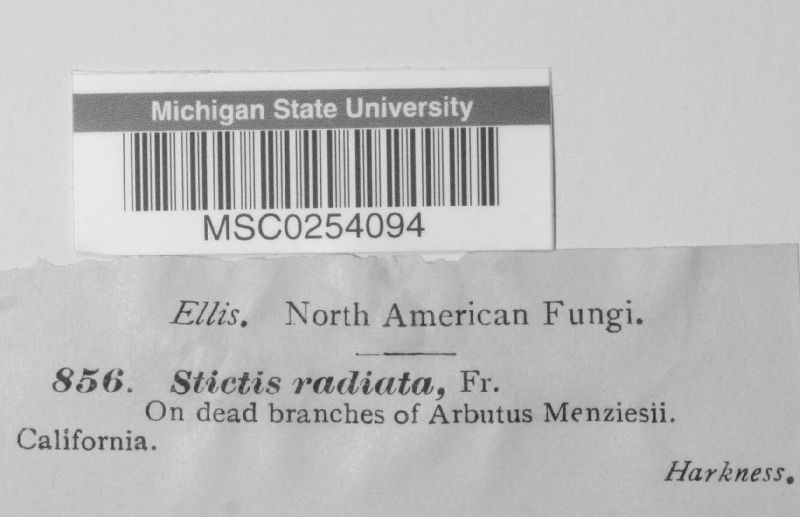 Michigan State University
MSC0254094
Ellis. North American Fungi.
856. Stictis radiata, Fr.
On dead branches of Arbutus Menziesii.
California.
Harkness.